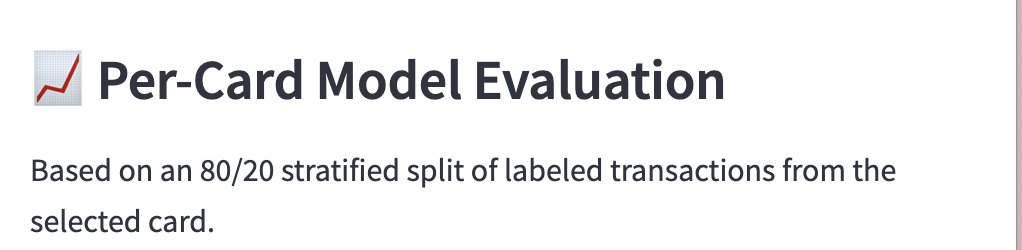 Per-Card Model Evaluation
Based on an 80/20 stratified split of labeled transactions from the
selected card.